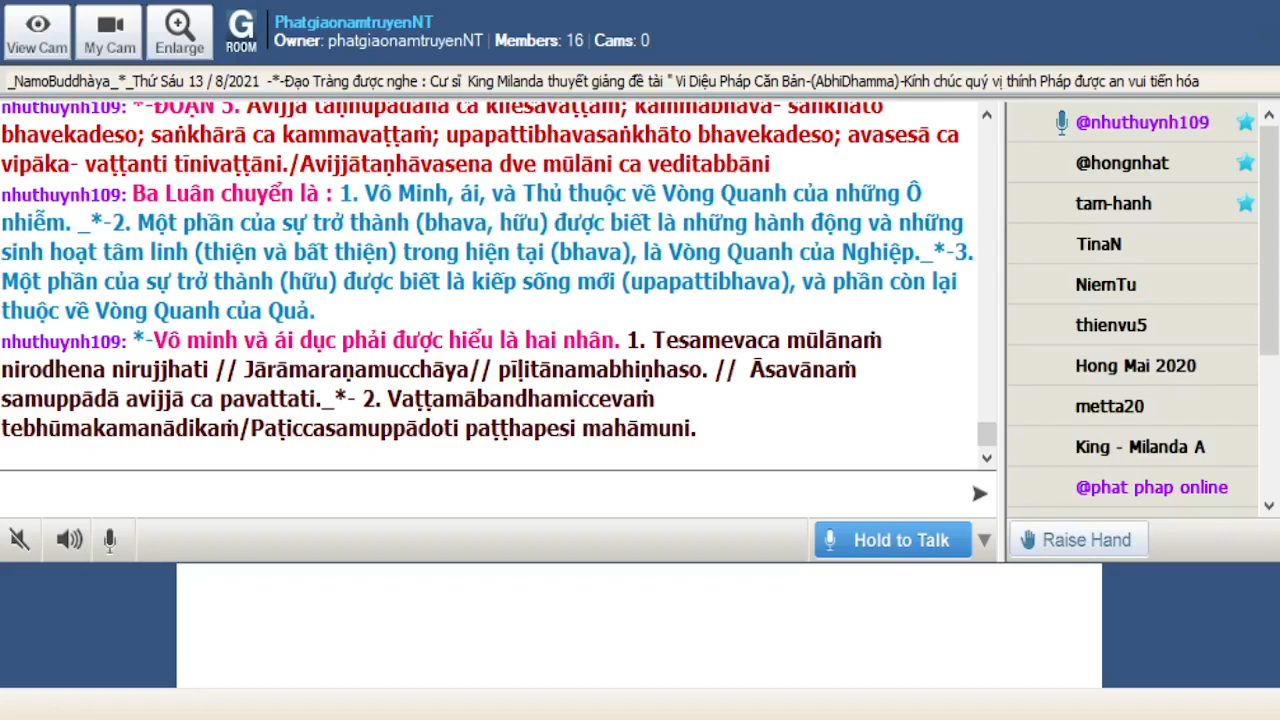 View Cam
My Cam
Enlarge
G
ROOM
PhatgiaonamtruyenNT
Owner: phatgiaonamtruyenNT | Members: 16 | Cams: 0
_NamoBuddhàya_*_Thứ Sáu 13 / 8/2021 -*-Đạo Tràng được nghe : Cư sĩ King Milanda thuyết giảng đề tài " Vi Diệu Pháp Căn Bản-(AbhiDhamma)-Kính chúc quý vị thính Pháp được an vui tiến hóa
nhuthuynh109: *-ĐOẠN 5. Avijjā taṇhupādānā ca kilesavaṭṭaṁ; kammabhava- saṅkhāto
bhavekadeso; saṅkhārā ca kammavaṭṭaṁ; upapattibhavasaṅkhāto bhavekadeso; avasesā ca
vipāka- vaṭṭanti tīnivaṭṭāni./Avijjātaṇhāvasena dve mūlāni ca veditabbāni
nhuthuynh109: Ba Luân chuyển là : 1. Vô Minh, ái, và Thủ thuộc về Vòng Quanh của những Ô
nhiễm. _*-2. Một phần của sự trở thành (bhava, hữu) được biết là những hành động và những
sinh hoạt tâm linh (thiện và bất thiện) trong hiện tại (bhava), là Vòng Quanh của Nghiệp._*-3.
Một phần của sự trở thành (hữu) được biết là kiếp sống mới (upapattibhava), và phần còn lại
thuộc về Vòng Quanh của Quả.
nhuthuynh109: *-Vô minh và ái dục phải được hiểu là hai nhân. 1. Tesamevaca mūlānaṁ
nirodhena nirujjhati // Jārāmaraṇamucchāya// pīḷitānamabhiṇhaso. // Āsavānaṁ
samuppādā avijjā ca pavattati._*- 2. Vaṭṭamābandhamiccevaṁ
tebhūmakamanādikaṁ/Paṭiccasamuppādoti paṭṭhapesi mahāmuni.
@nhuthuynh109
@hongnhat
tam-hanh
TinaN
NiemTu
thienvu5
Hong Mai 2020
metta20
King - Milanda A
@phat phap online
Hold to Talk
Raise Hand